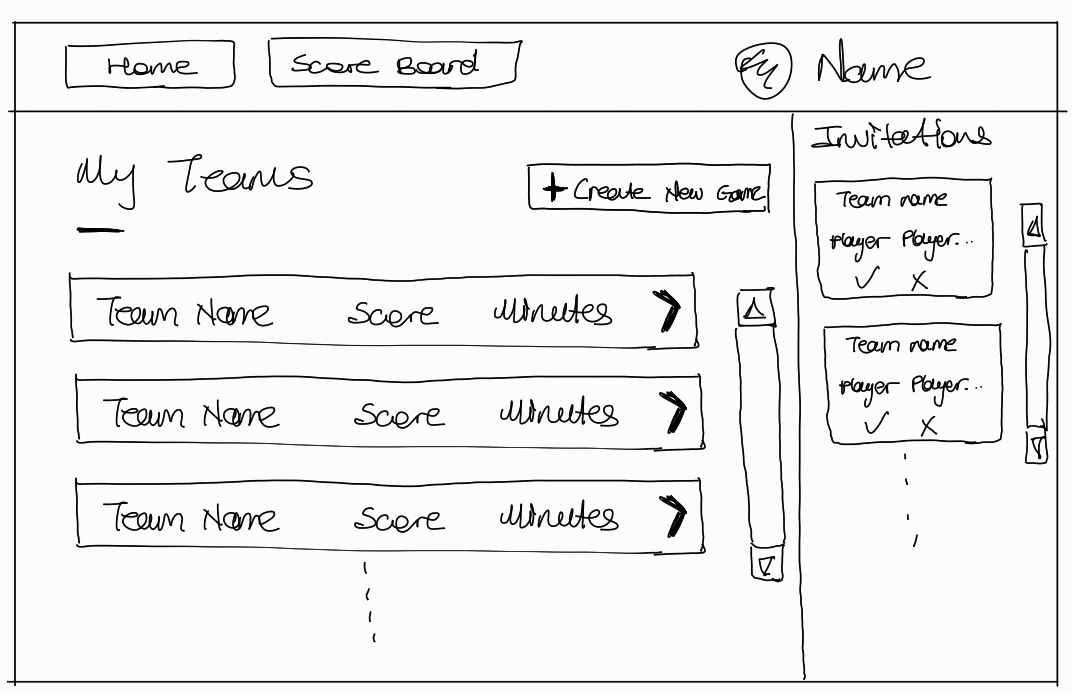 Home Score Board Name
My Teams
+ Create New Game
Team Name Score Minutes
Team Name Score Minutes
Team Name Score Minutes
Invitations
Team name
Player Player...
✓ X
Team name
Player Player...
✓ X